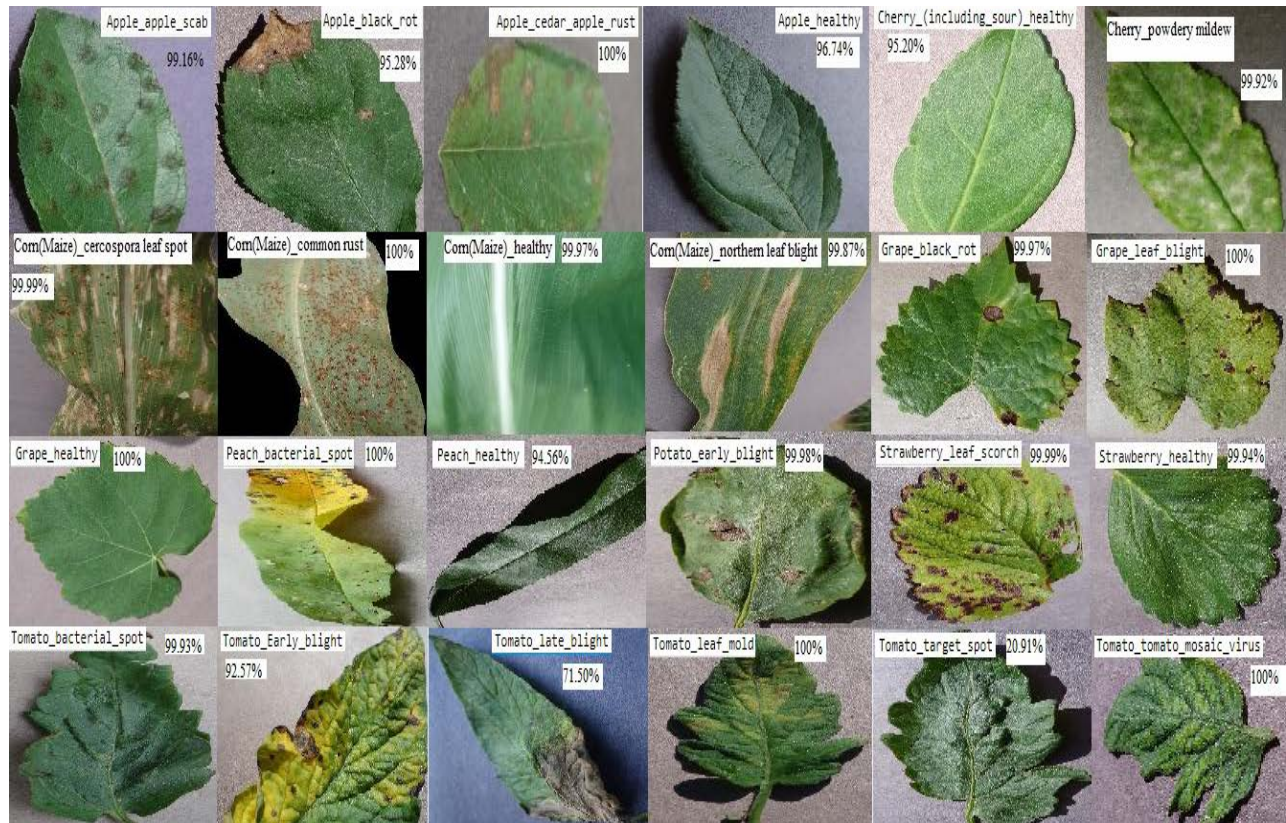 Apple_apple_scab
99.16%
Apple_black_rot
95.28%
Apple_cedar_apple_rust
100%
Apple_healthy
96.74%
Cherry_(including_sour)_healthy
95.20%
Cherry_powdery mildew
99.92%
Corn(Maize)_cercospora leaf spot
99.99%
Corn(Maize)_common rust
100%
Corn(Maize)_healthy 99.97%
Corn(Maize)_northern leaf blight 99.87%
Grape_black_rot 99.97%
Grape_leaf_blight 100%
Grape_healthy 100%
Peach_bacterial_spot 100%
Peach_healthy 94.56%
Potato_early_blight 99.98%
Strawberry_leaf_scorch 99.99%
Strawberry_healthy 99.94%
Tomato_bacterial_spot 99.93%
Tomato_Early_blight
92.57%
Tomato_late_blight
71.50%
Tomato_leaf_mold 100%
Tomato_target_spot 20.91%
Tomato_tomato_mosaic_virus
100%